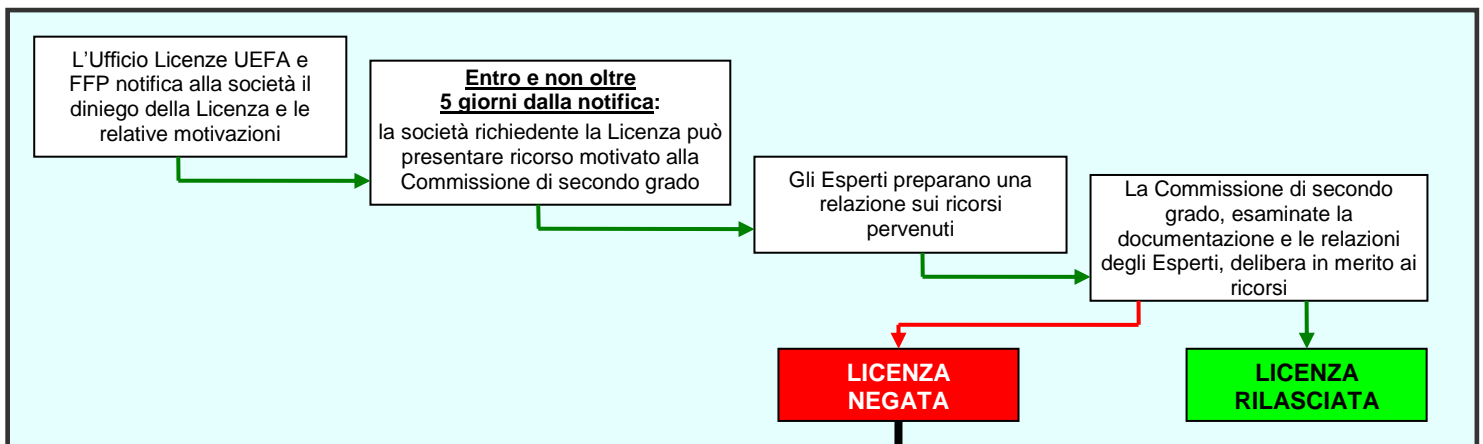 L'Ufficio Licenze UEFA e
FFP notifica alla società il
diniego della Licenza e le
relative motivazioni
Entro e non oltre
5 giorni dalla notifica:
la società richiedente la Licenza può
presentare ricorso motivato alla
Commissione di secondo grado
Gli Esperti preparano una
relazione sui ricorsi
pervenuti
La Commissione di secondo
grado, esaminate la
documentazione e le relazioni
degli Esperti, delibera in merito ai
ricorsi
LICENZA
NEGATA
LICENZA
RILASCIATA